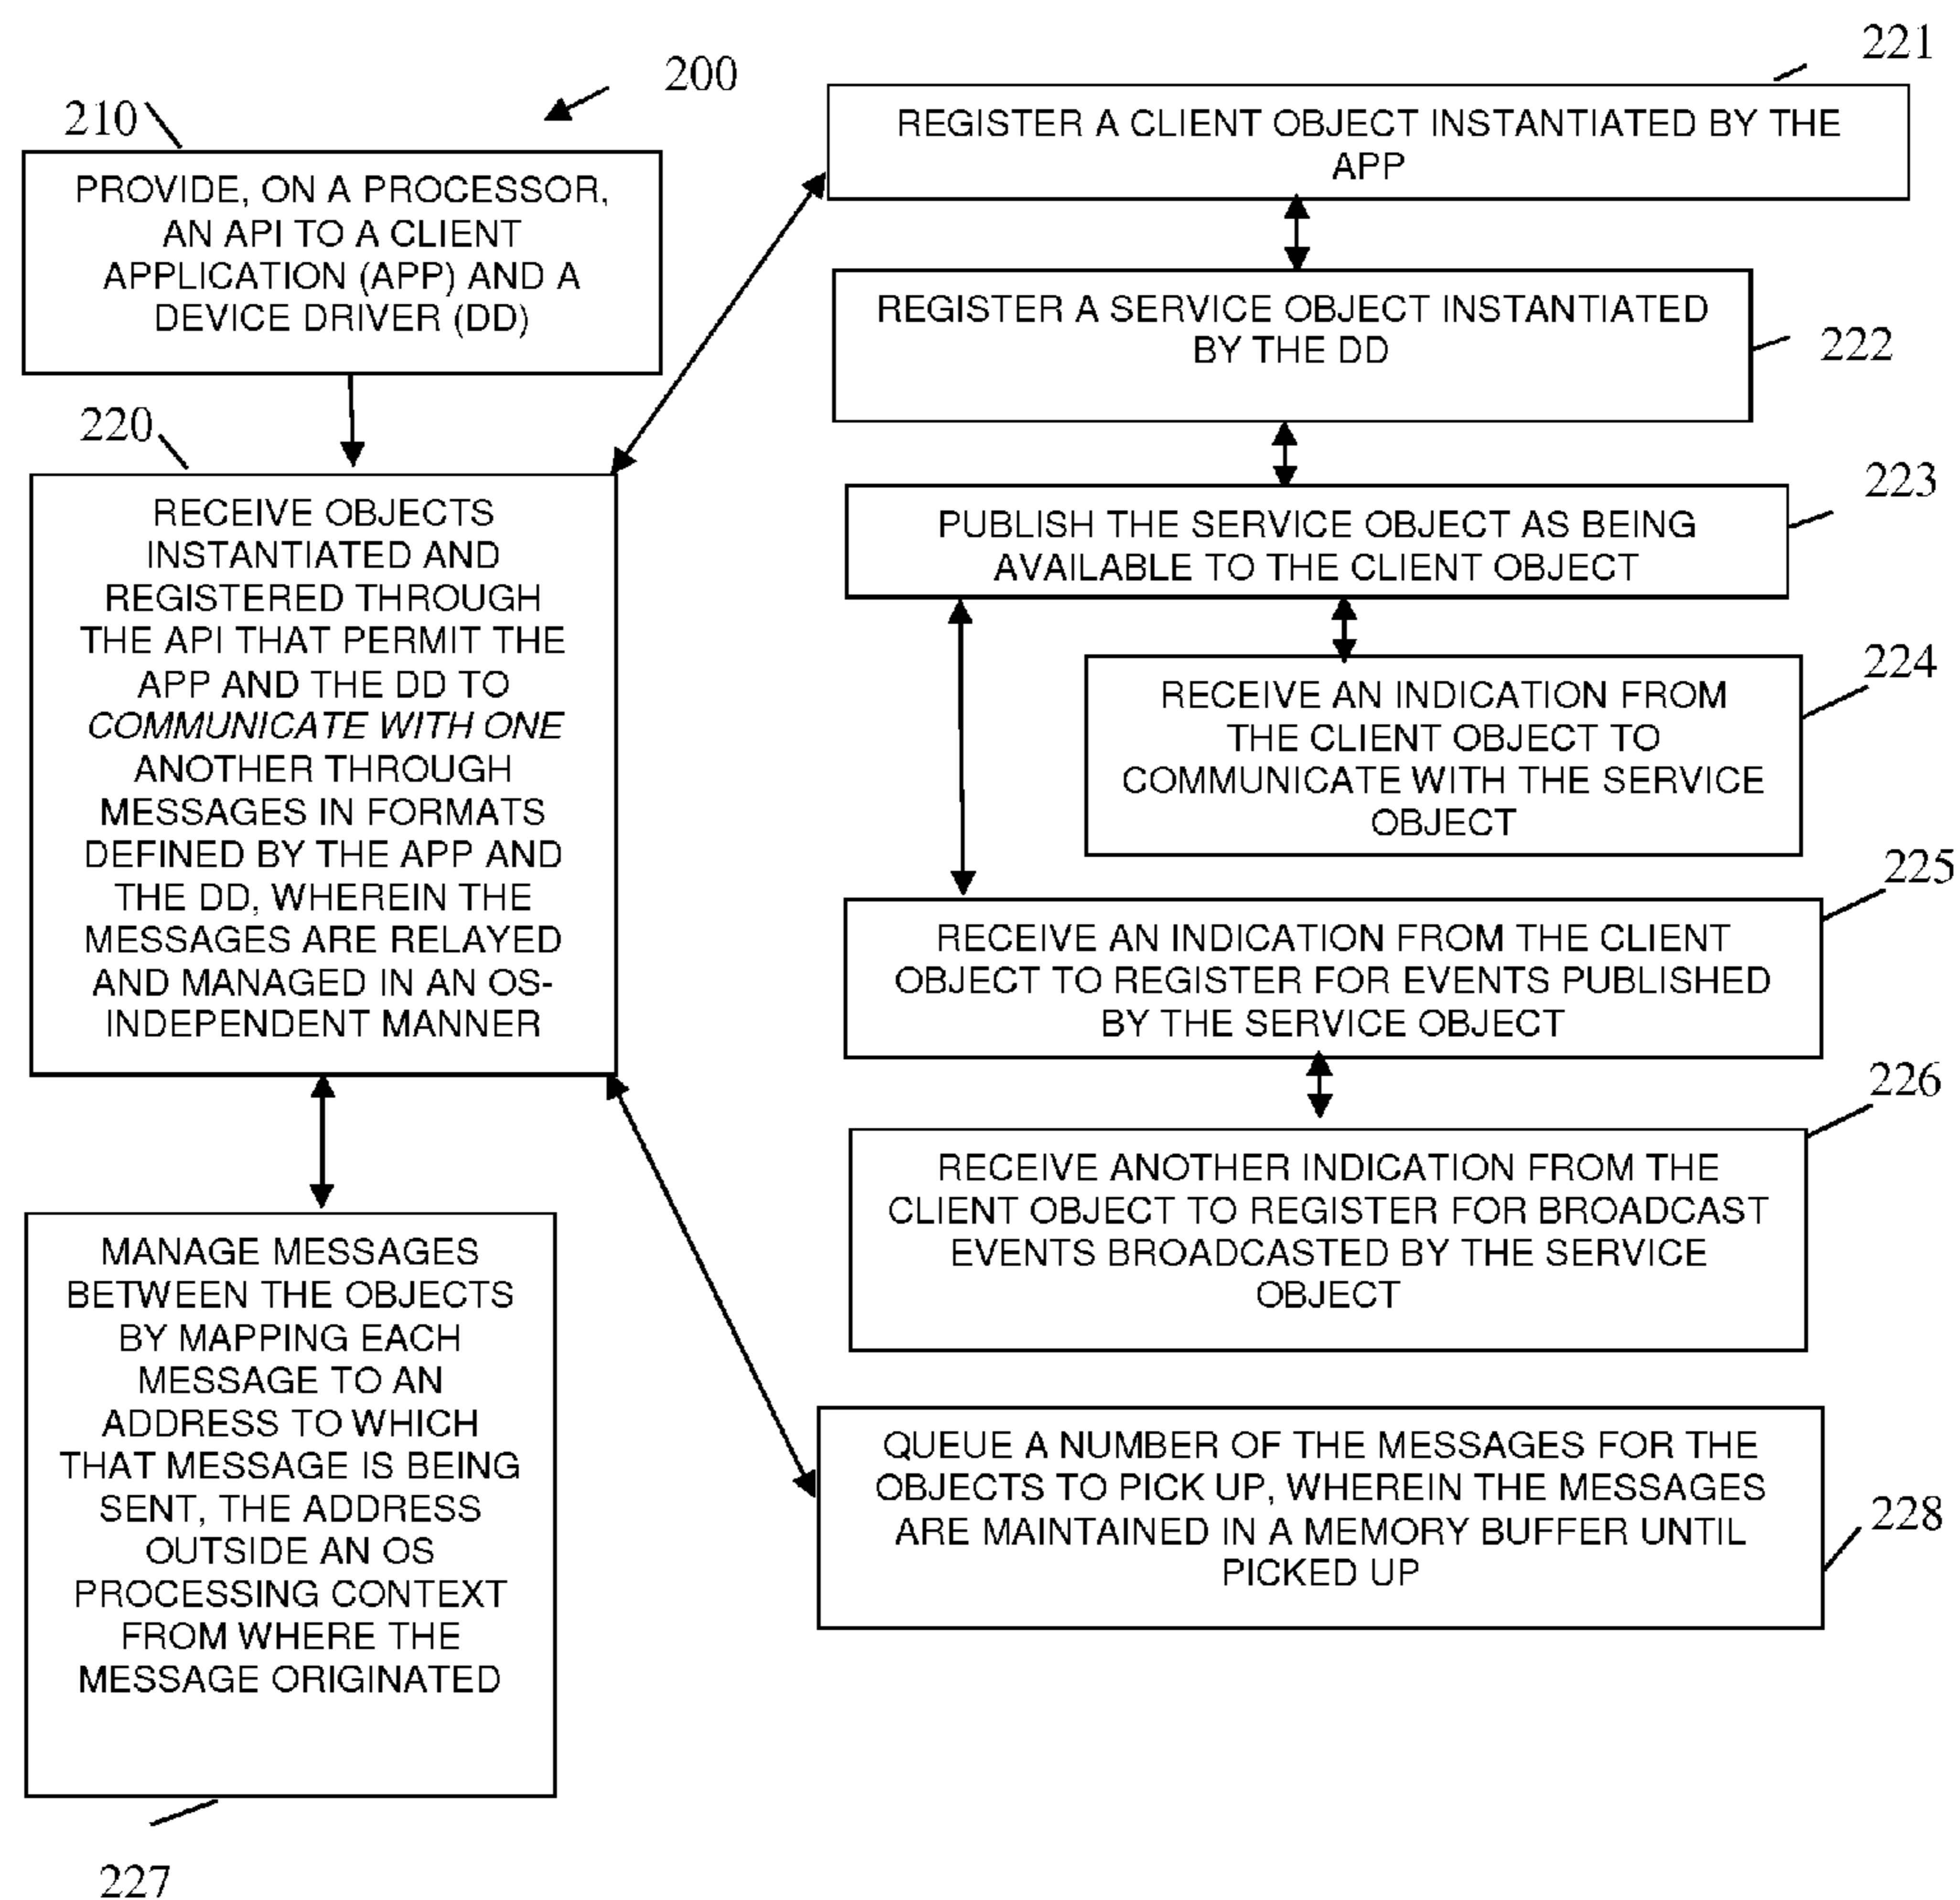 200
210
PROVIDE, ON A PROCESSOR,
AN API TO A CLIENT
APPLICATION (APP) AND A
DEVICE DRIVER (DD)
220
RECEIVE OBJECTS
INSTANTIATED AND
REGISTERED THROUGH
THE API THAT PERMIT THE
APP AND THE DD TO
COMMUNICATE WITH ONE
ANOTHER THROUGH
MESSAGES IN FORMATS
DEFINED BY THE APP AND
THE DD, WHEREIN THE
MESSAGES ARE RELAYED
AND MANAGED IN AN OS-
INDEPENDENT MANNER
MANAGE MESSAGES
BETWEEN THE OBJECTS
BY MAPPING EACH
MESSAGE TO AN
ADDRESS TO WHICH
THAT MESSAGE IS BEING
SENT, THE ADDRESS
OUTSIDE AN OS
PROCESSING CONTEXT
FROM WHERE THE
MESSAGE ORIGINATED
227
221
REGISTER A CLIENT OBJECT INSTANTIATED BY THE
APP
REGISTER A SERVICE OBJECT INSTANTIATED
BY THE DD
222
223
PUBLISH THE SERVICE OBJECT AS BEING
AVAILABLE TO THE CLIENT OBJECT
224
RECEIVE AN INDICATION FROM
THE CLIENT OBJECT TO
COMMUNICATE WITH THE SERVICE
OBJECT
225
RECEIVE AN INDICATION FROM THE CLIENT
OBJECT TO REGISTER FOR EVENTS PUBLISHED
BY THE SERVICE OBJECT
226
RECEIVE ANOTHER INDICATION FROM THE
CLIENT OBJECT TO REGISTER FOR BROADCAST
EVENTS BROADCASTED BY THE SERVICE
OBJECT
QUEUE A NUMBER OF THE MESSAGES FOR THE
OBJECTS TO PICK UP, WHEREIN THE MESSAGES
ARE MAINTAINED IN A MEMORY BUFFER UNTIL
PICKED UP
228